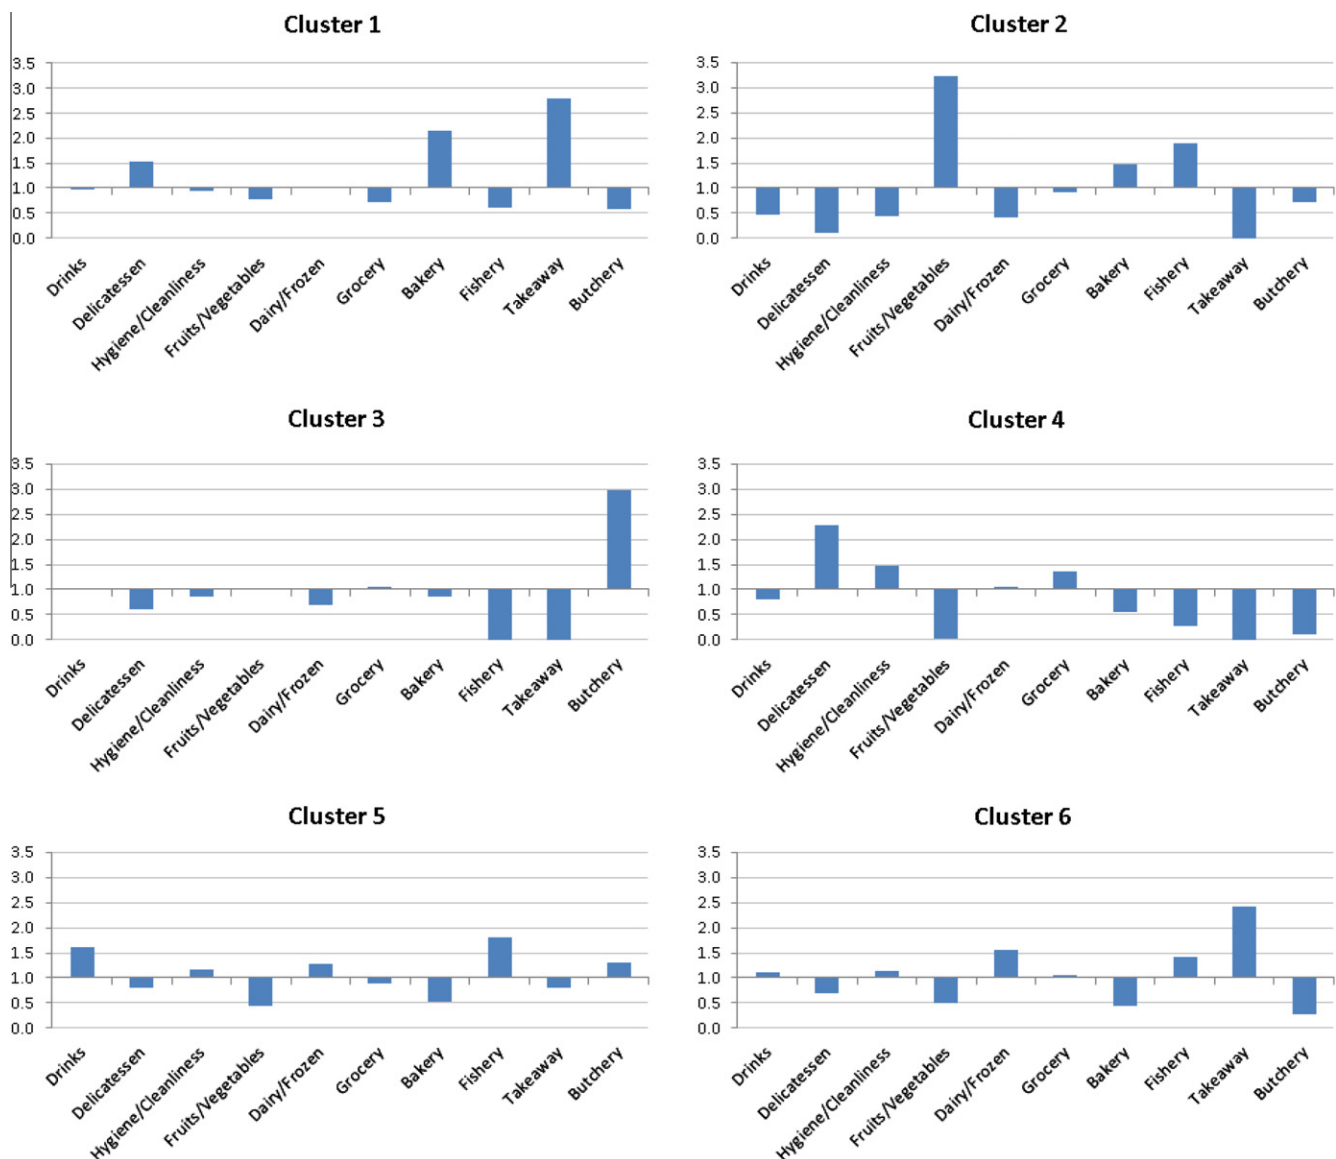 Cluster 1
3.5
3.0
2.5
2.0
1.5
1.0
0.5
0.0
Drinks
Delicatessen
Hygiene/Cleanliness
Fruits/Vegetables
Dairy/Frozen
Grocery
Bakery
Fishery
Takeaway
Butchery
Cluster 2
3.5
3.0
2.5
2.0
1.5
1.0
0.5
0.0
Drinks
Delicatessen
Hygiene/Cleanliness
Fruits/Vegetables
Dairy/Frozen
Grocery
Bakery
Fishery
Takeaway
Butchery
Cluster 3
3.5
3.0
2.5
2.0
1.5
1.0
0.5
0.0
Drinks
Delicatessen
Hygiene/Cleanliness
Fruits/Vegetables
Dairy/Frozen
Grocery
Bakery
Fishery
Takeaway
Butchery
Cluster 4
3.5
3.0
2.5
2.0
1.5
1.0
0.5
0.0
Drinks
Delicatessen
Hygiene/Cleanliness
Fruits/Vegetables
Dairy/Frozen
Grocery
Bakery
Fishery
Takeaway
Butchery
Cluster 5
3.5
3.0
2.5
2.0
1.5
1.0
0.5
0.0
Drinks
Delicatessen
Hygiene/Cleanliness
Fruits/Vegetables
Dairy/Frozen
Grocery
Bakery
Fishery
Takeaway
Butchery
Cluster 6
3.5
3.0
2.5
2.0
1.5
1.0
0.5
0.0
Drinks
Delicatessen
Hygiene/Cleanliness
Fruits/Vegetables
Dairy/Frozen
Grocery
Bakery
Fishery
Takeaway
Butchery